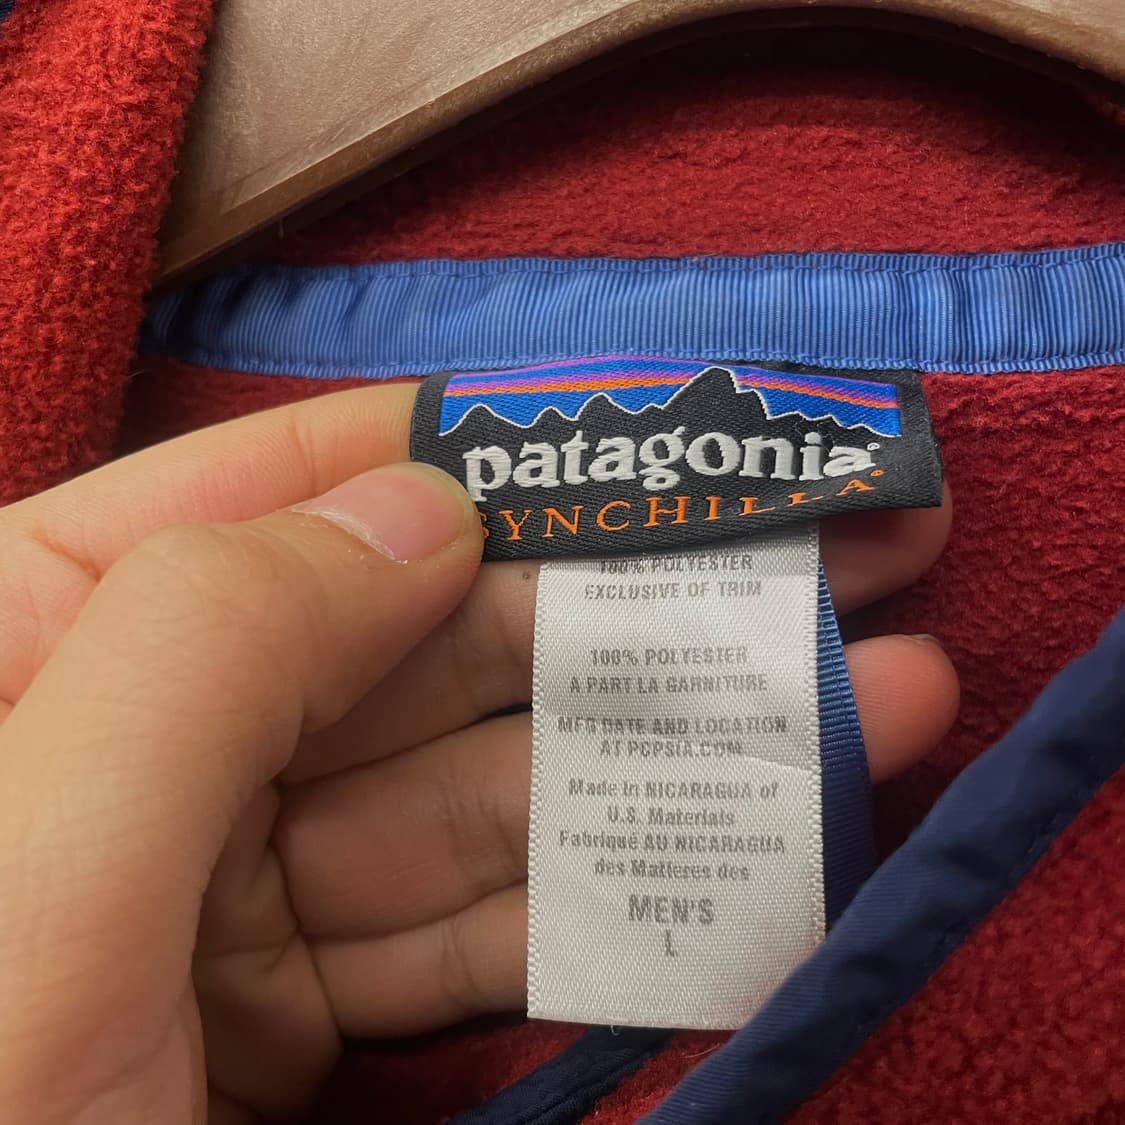 patagonia®
SYNCHILLA®
100% POLYESTER
EXCLUSIVE OF TRIM
100% POLYESTER
A PART LA GARNITURE
MFG DATE AND LOCATION
AT PCPSIA.COM
Made in NICARAGUA of
U.S. Materials
Fabriqué AU NICARAGUA
des Matieres des
MEN'S
L